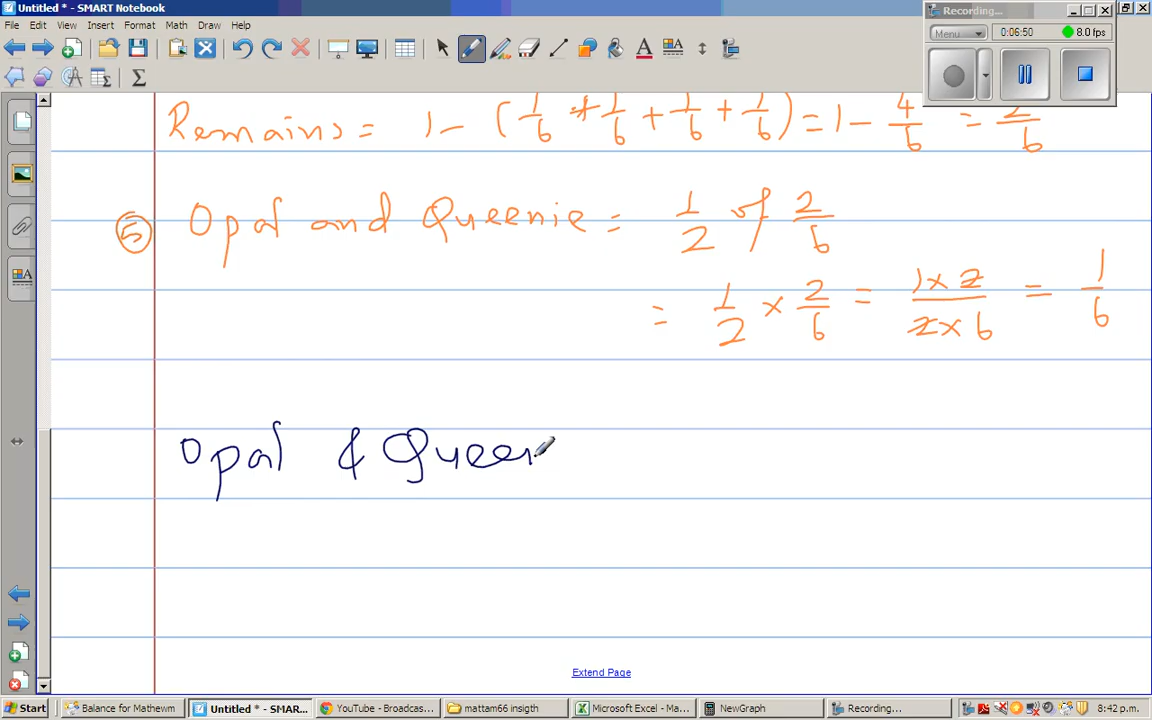 Untitled * - SMART Notebook
File Edit View Insert Format Math Draw Help
Recording...
Menu
0:06:50
8.0 fps
Remains = 1 - (1/6 + 1/6 + 1/6 + 1/6) = 1 - 4/6 = 2/6
5 Opal and Queenie = 1/2 of 2/6
= 1/2 × 2/6 = 1×2/2×6 = 1/6
Opal & Queen
Extend Page
Start
Balance for Mathewm
Untitled * - SMAR...
YouTube - Broadcas...
mattam66 insigth
Microsoft Excel - Ma...
NewGraph
Recording...
8:42 p.m.